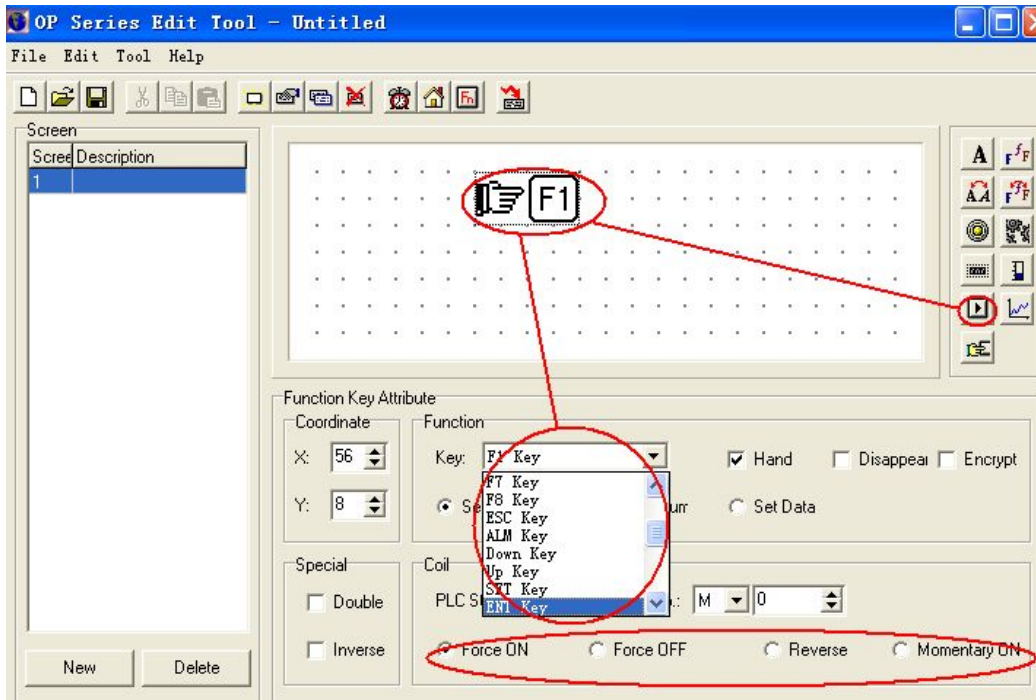 OP Series Edit Tool - Untitled
File Edit Tool Help
Screen
Scree Description
1
F1
A
Function Key Attribute
Coordinate
Function
X: 56
Key: F1 Key
Hand
Disappear
Encrypt
F7 Key
F8 Key
ESC Key
ALM Key
Down Key
Up Key
SET Key
ENT Key
Y: 8
Set Data
Special
Coil
Double
PLC
M 0
Inverse
Force ON
Force OFF
Reverse
Momentary ON
New
Delete